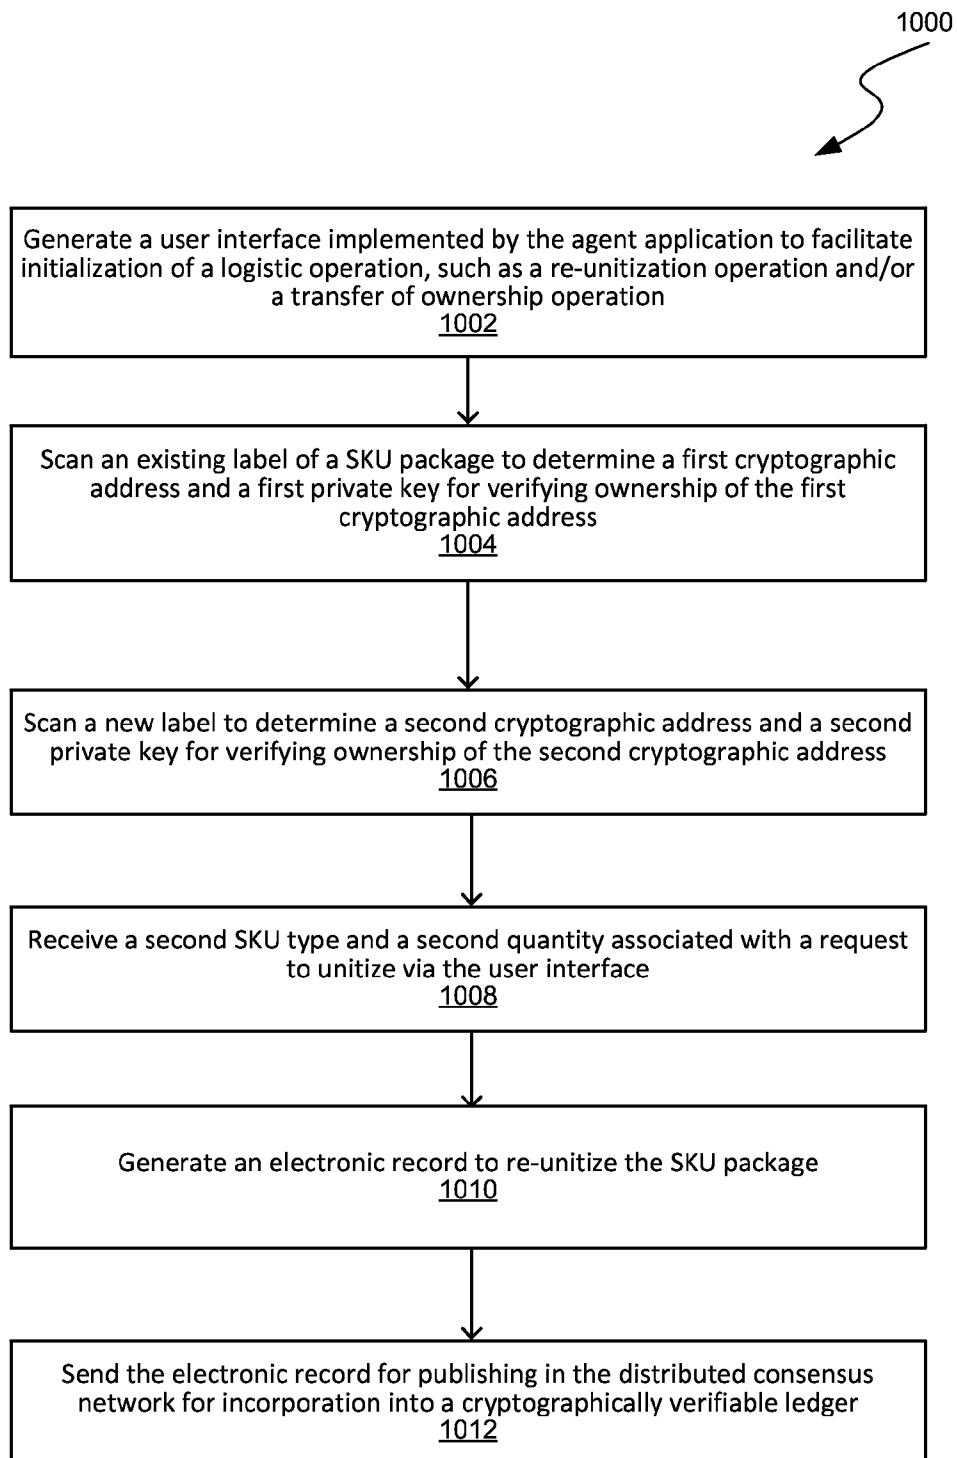 1000
Generate a user interface implemented by the agent application to facilitate
initialization of a logistic operation, such as a re-unitization operation and/or
a transfer of ownership operation
1002
Scan an existing label of a SKU package to determine a first cryptographic
address and a first private key for verifying ownership of the first
cryptographic address
1004
Scan a new label to determine a second cryptographic address and a second
private key for verifying ownership of the second cryptographic address
1006
Receive a second SKU type and a second quantity associated with a request
to unitize via the user interface
1008
Generate an electronic record to re-unitize the SKU package
1010
Send the electronic record for publishing in the distributed consensus
network for incorporation into a cryptographically verifiable ledger
1012